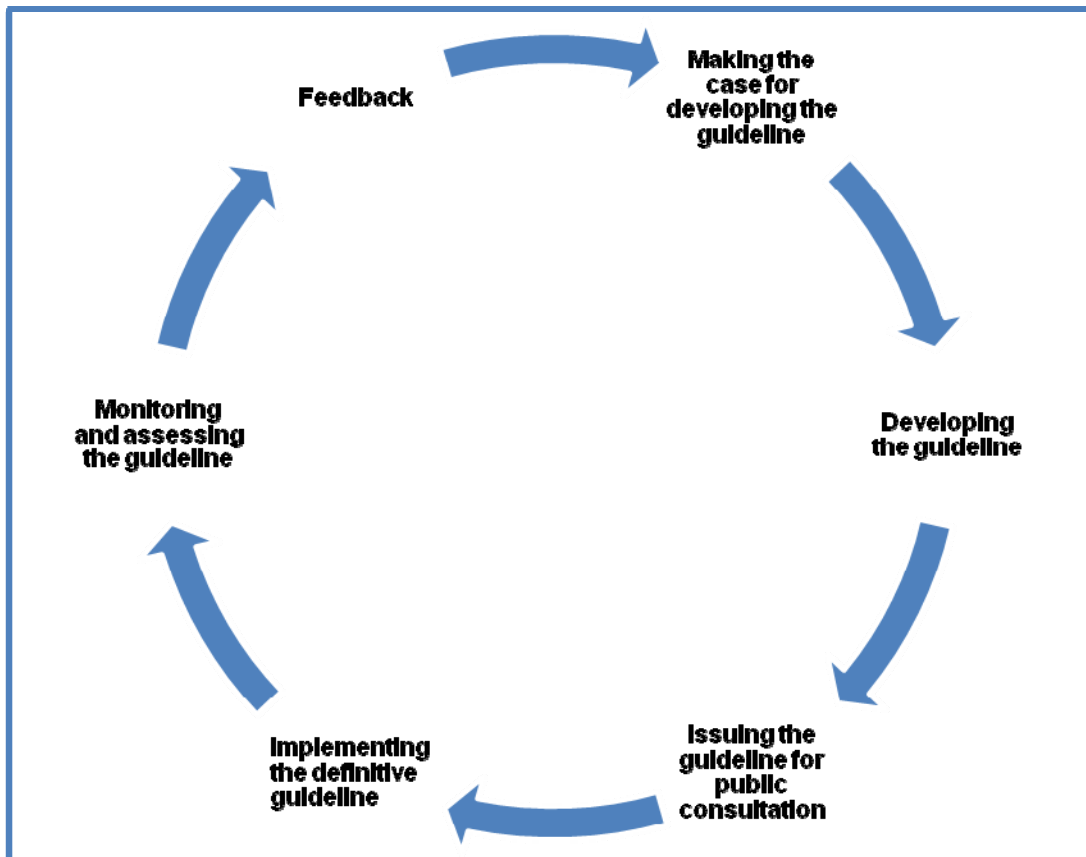 Making the
case for
developing the
guideline
Developing
the guideline
Issuing the
guideline for
public
consultation
Implementing
the definitive
guideline
Monitoring
and assessing
the guideline
Feedback